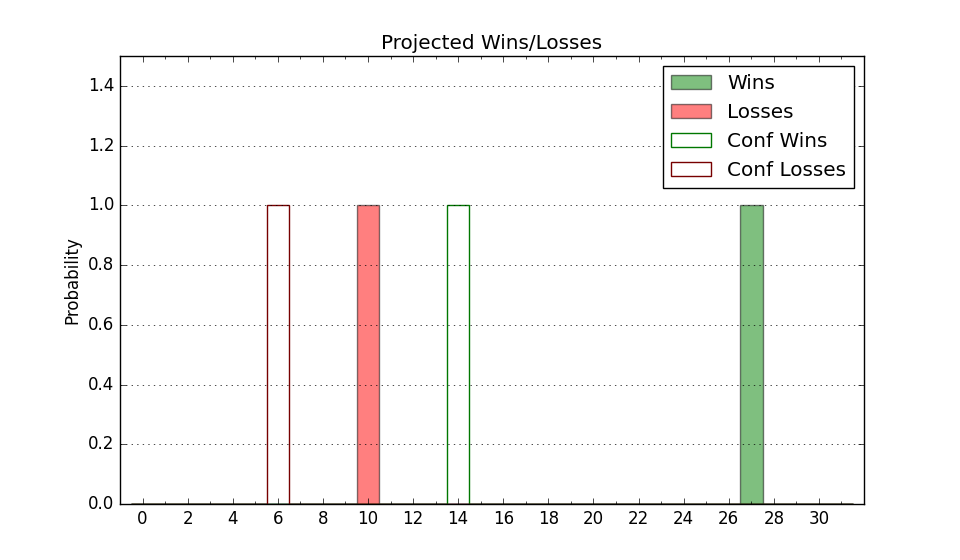 Projected Wins/Losses
Wins
Losses
Conf Wins
Conf Losses
Probability
1.4
1.2
1.0
0.8
0.6
0.4
0.2
0.0
0 2 4 6 8 10 12 14 16 18 20 22 24 26 28 30